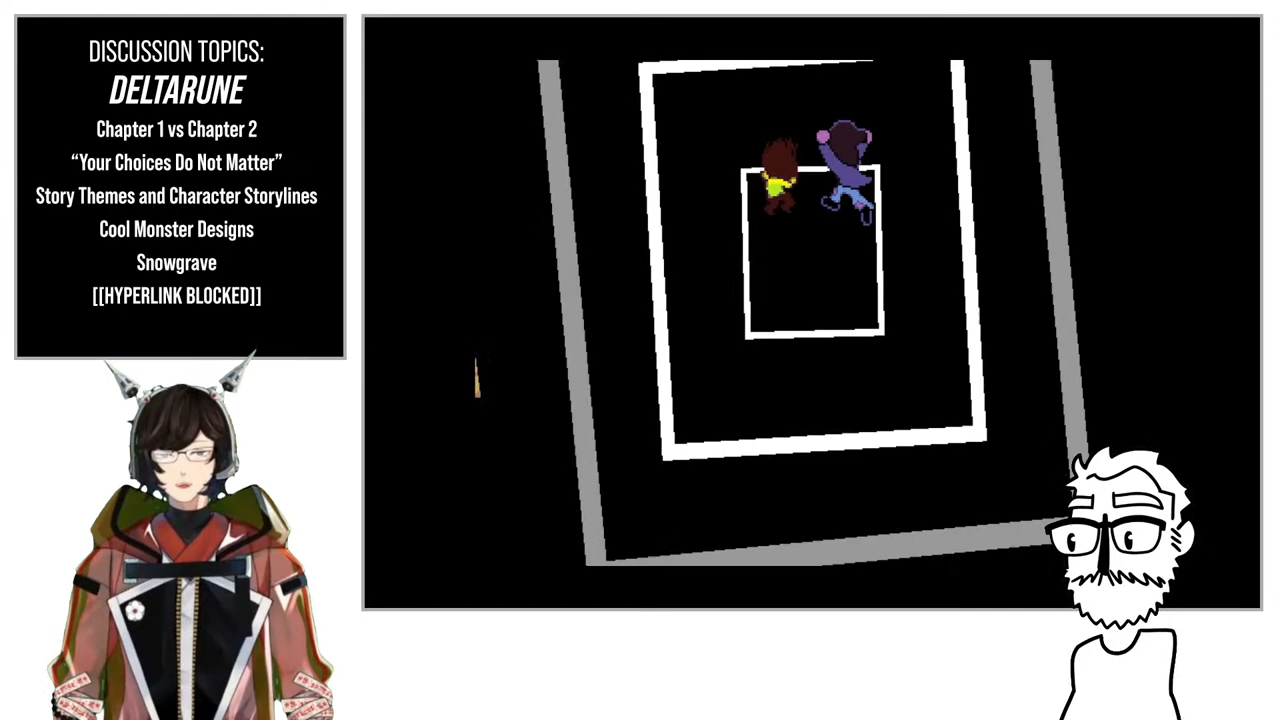 DISCUSSION TOPICS:
DELTARUNE
Chapter 1 vs Chapter 2
“Your Choices Do Not Matter”
Story Themes and Character Storylines
Cool Monster Designs
Snowgrave
[[HYPERLINK BLOCKED]]